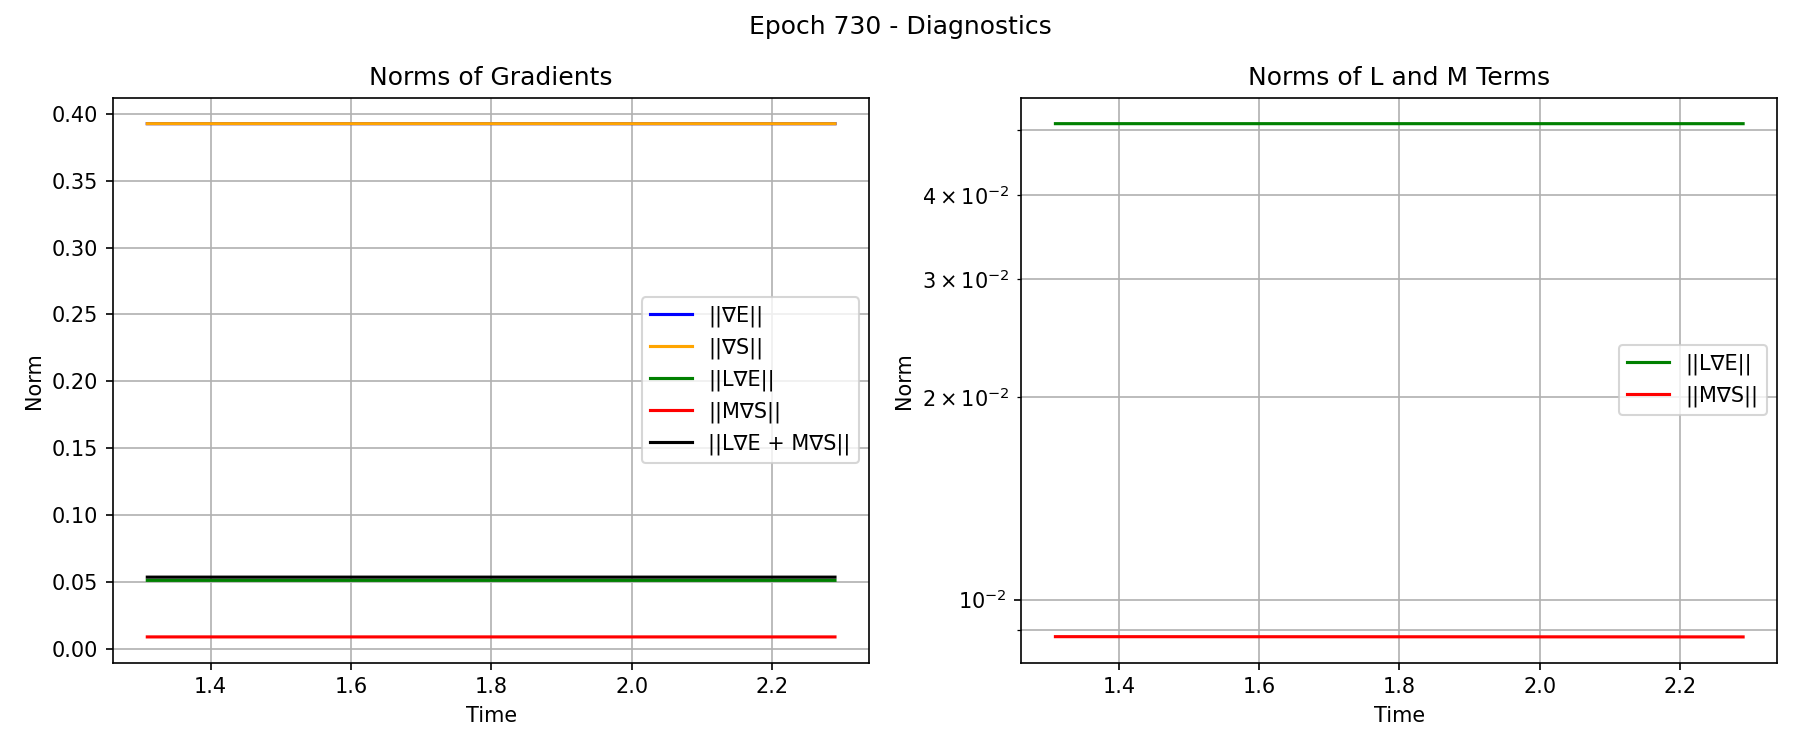 Epoch 730 - Diagnostics
Norms of Gradients
0.40
0.35
0.30
0.25
0.20
0.15
0.10
0.05
0.00
Norm
||∇E||
||∇S||
||L∇E||
||M∇S||
||L∇E + M∇S||
1.4 1.6 1.8 2.0 2.2
Time
Norms of L and M Terms
4 × 10⁻²
3 × 10⁻²
2 × 10⁻²
10⁻²
Norm
||L∇E||
||M∇S||
1.4 1.6 1.8 2.0 2.2
Time